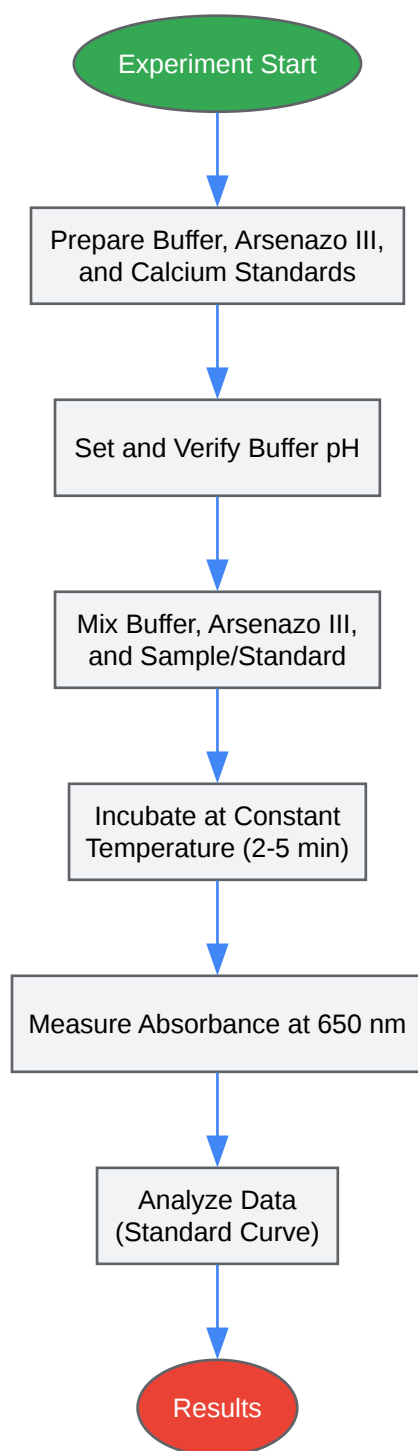 Experiment Start
Prepare Buffer, Arsenazo III,
and Calcium Standards
Set and Verify Buffer pH
Mix Buffer, Arsenazo III,
and Sample/Standard
Incubate at Constant
Temperature (2-5 min)
Measure Absorbance at 650 nm
Analyze Data
(Standard Curve)
Results